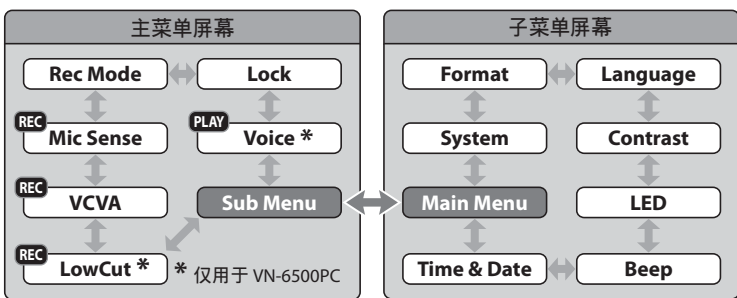 主菜单屏幕
Rec Mode
Lock
REC
Mic Sense
PLAY
Voice *
REC
VCVA
Sub Menu
REC
LowCut *
* 仅用于 VN-6500PC
子菜单屏幕
Format
Language
System
Contrast
Main Menu
LED
Time & Date
Beep